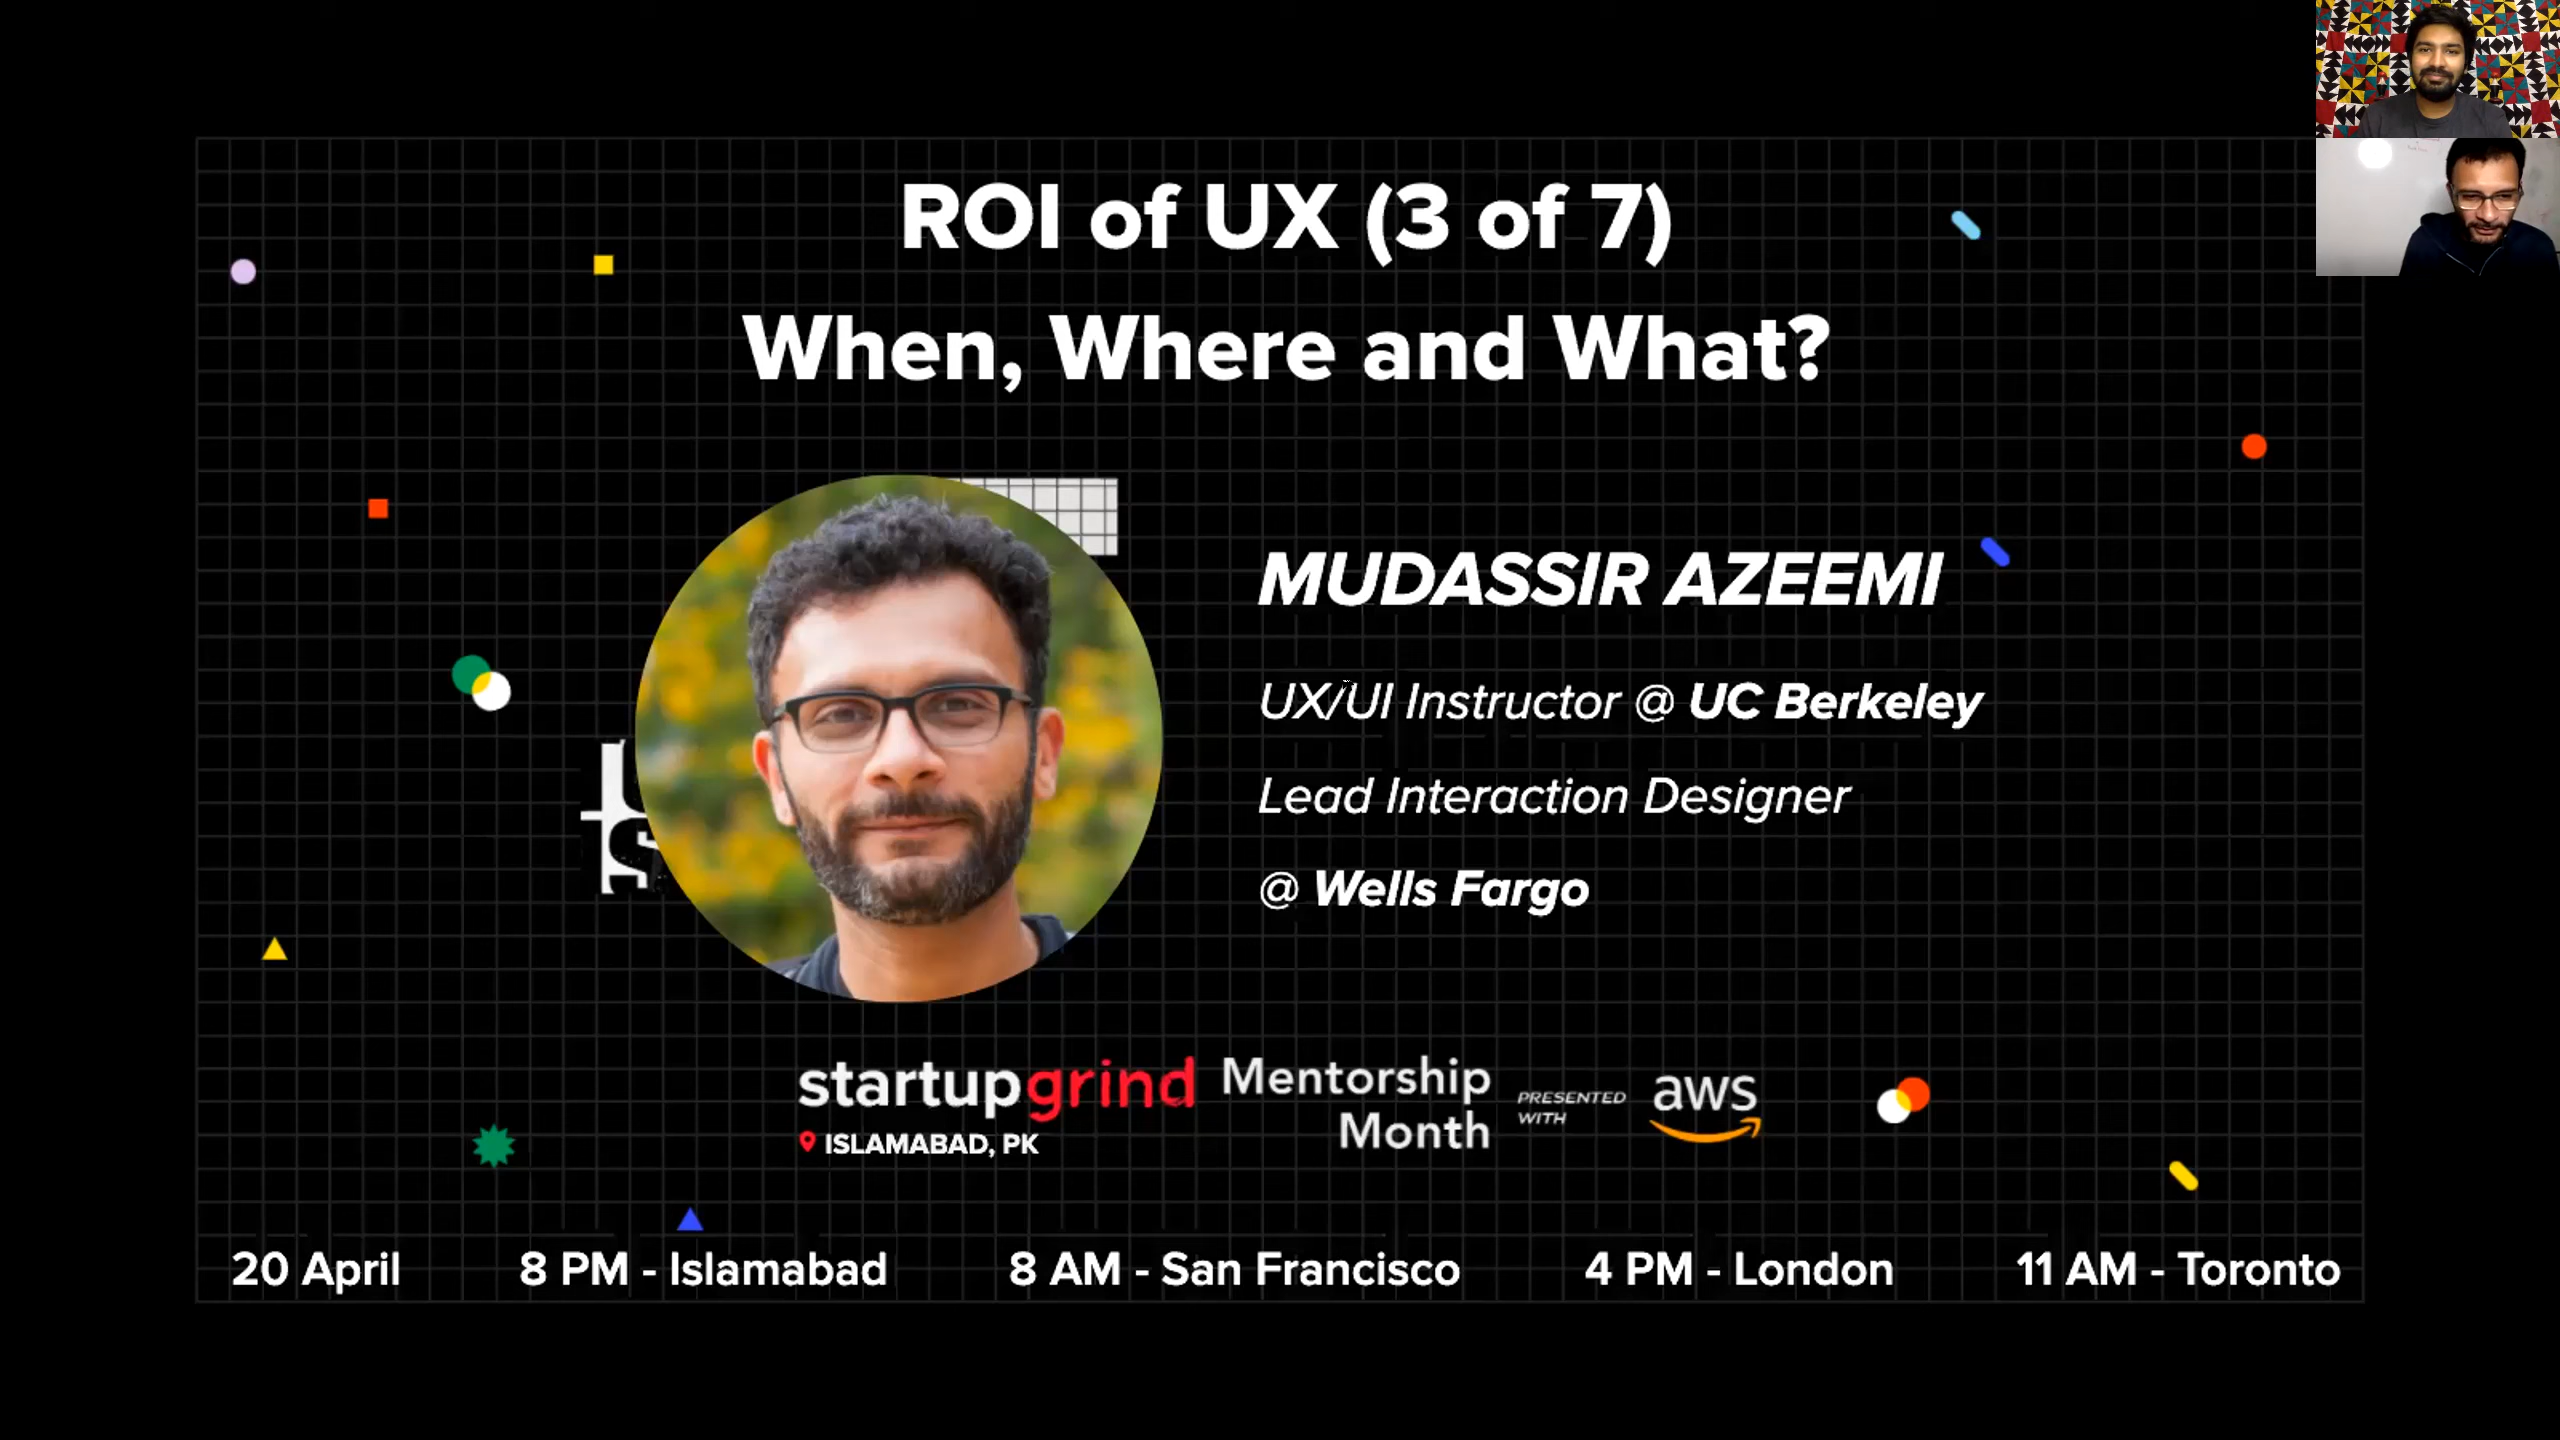 ROI of UX (3 of 7)
When, Where and What?
MUDASSIR AZEEMI
UX/UI Instructor @ UC Berkeley
Lead Interaction Designer
@ Wells Fargo
startupgrind
ISLAMABAD, PK
Mentorship
Month
PRESENTED
WITH
aws
20 April
8 PM - Islamabad
8 AM - San Francisco
4 PM - London
11 AM - Toronto